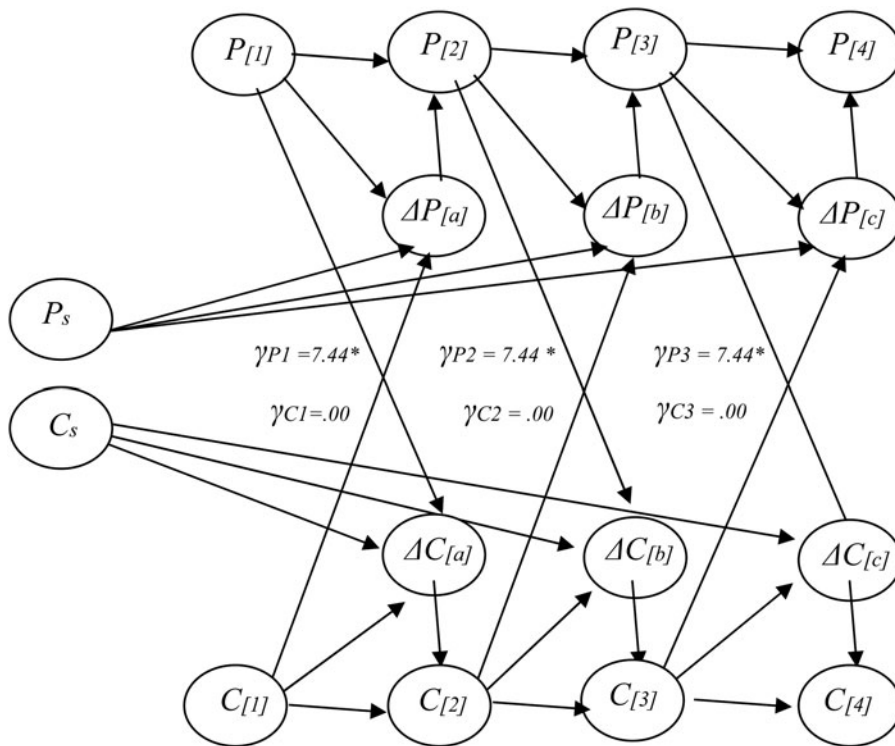 P[1] P[2] P[3] P[4]
ΔP[a] ΔP[b] ΔP[c]
Ps
γP1 =7.44* γP2 = 7.44 * γP3 = 7.44*
γC1=.00 γC2 = .00 γC3 = .00
Cs
ΔC[a] ΔC[b] ΔC[c]
C[1] C[2] C[3] C[4]